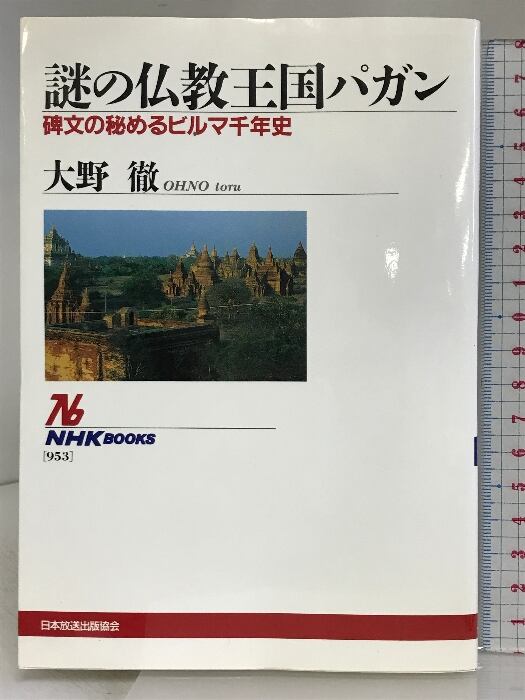 謎の仏教王国パガン
碑文の秘めるビルマ千年史
大野 徹 OHNO toru
NHK BOOKS
[953]
日本放送出版協会